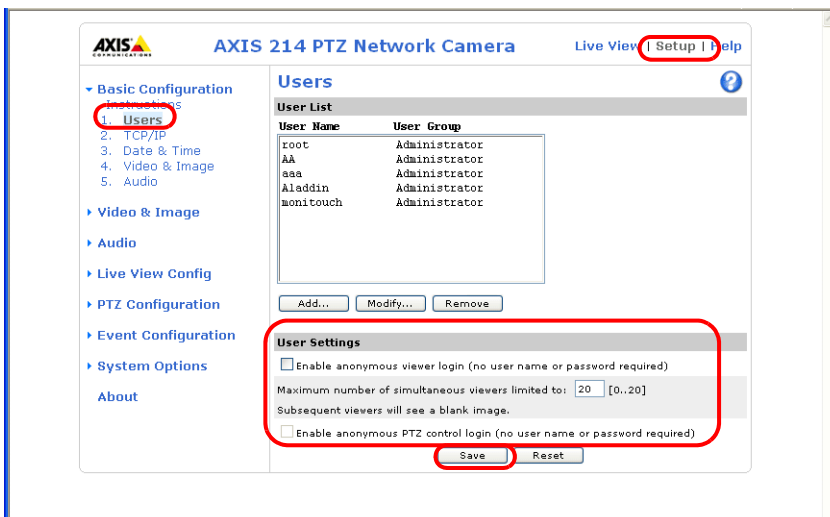 AXIS
COMMUNICATIONS
AXIS 214 PTZ Network Camera
Live View | Setup | Help
Basic Configuration
Instructions
1. Users
2. TCP/IP
3. Date & Time
4. Video & Image
5. Audio
Video & Image
Audio
Live View Config
PTZ Configuration
Event Configuration
System Options
About
Users
?
User List
User Name User Group
root Administrator
AA Administrator
aaa Administrator
Aladdin Administrator
monitouch Administrator
Add... Modify... Remove
User Settings
Enable anonymous viewer login (no user name or password required)
Maximum number of simultaneous viewers limited to: 20 [0..20]
Subsequent viewers will see a blank image.
Enable anonymous PTZ control login (no user name or password required)
Save Reset